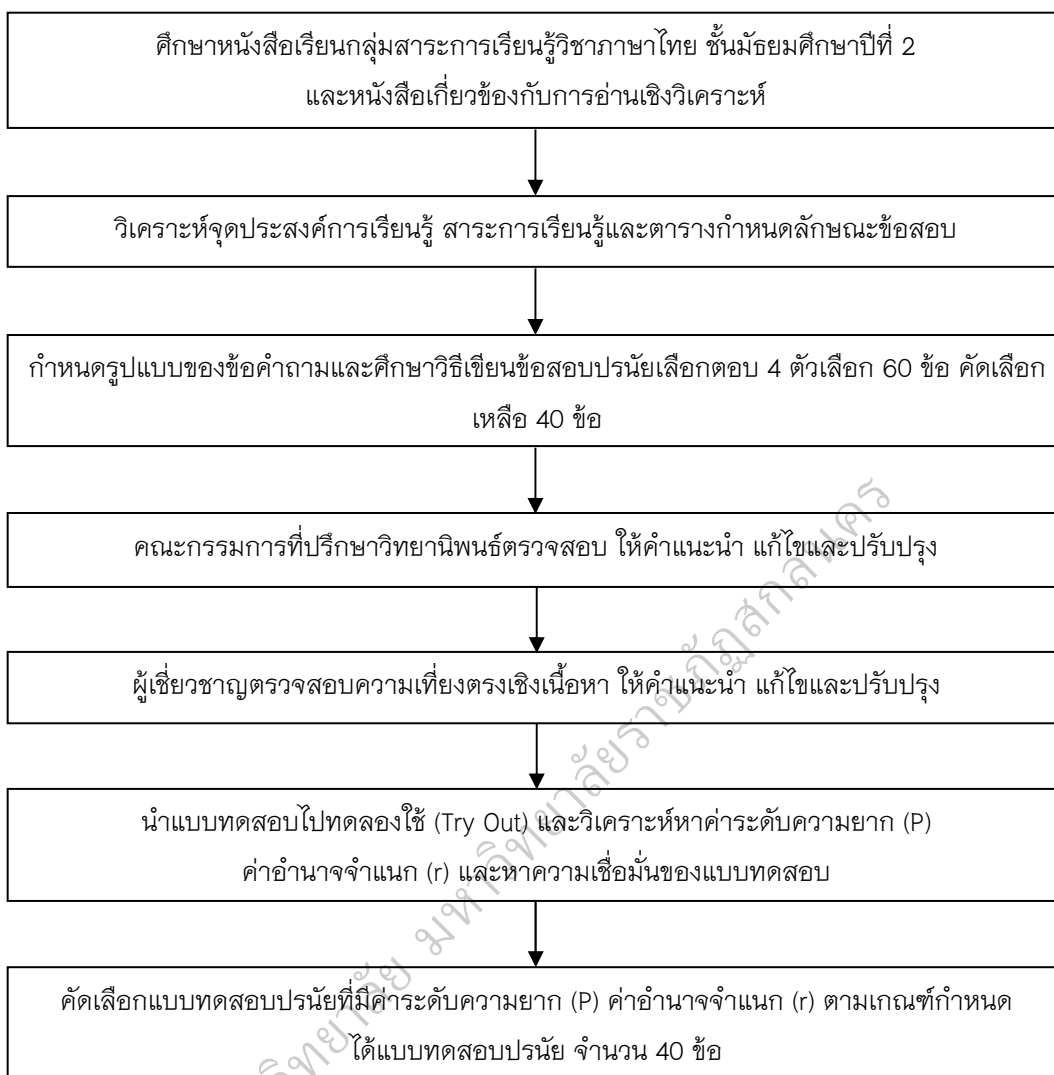 ศึกษาหนังสือเรียนกลุ่มสาระการเรียนรู้วิชาภาษาไทย ชั้นมัธยมศึกษาปีที่ 2
และหนังสือเกี่ยวข้องกับการอ่านเชิงวิเคราะห์
วิเคราะห์จุดประสงค์การเรียนรู้ สาระการเรียนรู้และตารางกำหนดลักษณะข้อสอบ
กำหนดรูปแบบของข้อคำถามและศึกษาวิธีเขียนข้อสอบปรนัยเลือกตอบ 4 ตัวเลือก 60 ข้อ คัดเลือก
เหลือ 40 ข้อ
คณะกรรมการที่ปรึกษาวิทยานิพนธ์ตรวจสอบ ให้คำแนะนำ แก้ไขและปรับปรุง
ผู้เชี่ยวชาญตรวจสอบความเที่ยงตรงเชิงเนื้อหา ให้คำแนะนำ แก้ไขและปรับปรุง
นำแบบทดสอบไปทดลองใช้ (Try Out) และวิเคราะห์หาค่าระดับความยาก (P)
ค่าอำนาจจำแนก (r) และหาความเชื่อมั่นของแบบทดสอบ
คัดเลือกแบบทดสอบปรนัยที่มีค่าระดับความยาก (P) ค่าอำนาจจำแนก (r) ตามเกณฑ์กำหนด
ได้แบบทดสอบปรนัย จำนวน 40 ข้อ
มหาวิทยาลัยราชภัฏสกลนคร